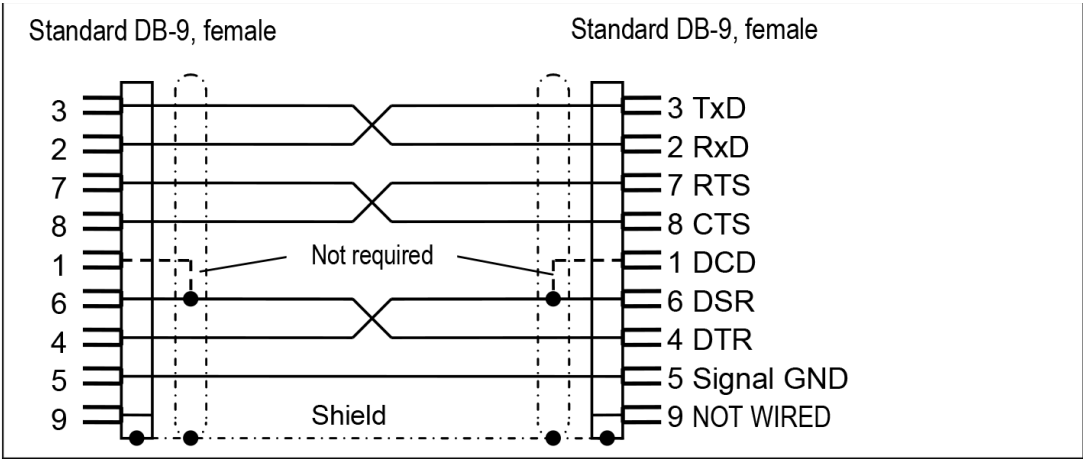 Standard DB-9, female Standard DB-9, female
3 3 TxD
2 2 RxD
7 7 RTS
8 8 CTS
Not required
1 1 DCD
6 6 DSR
4 4 DTR
5 5 Signal GND
9 Shield 9 NOT WIRED